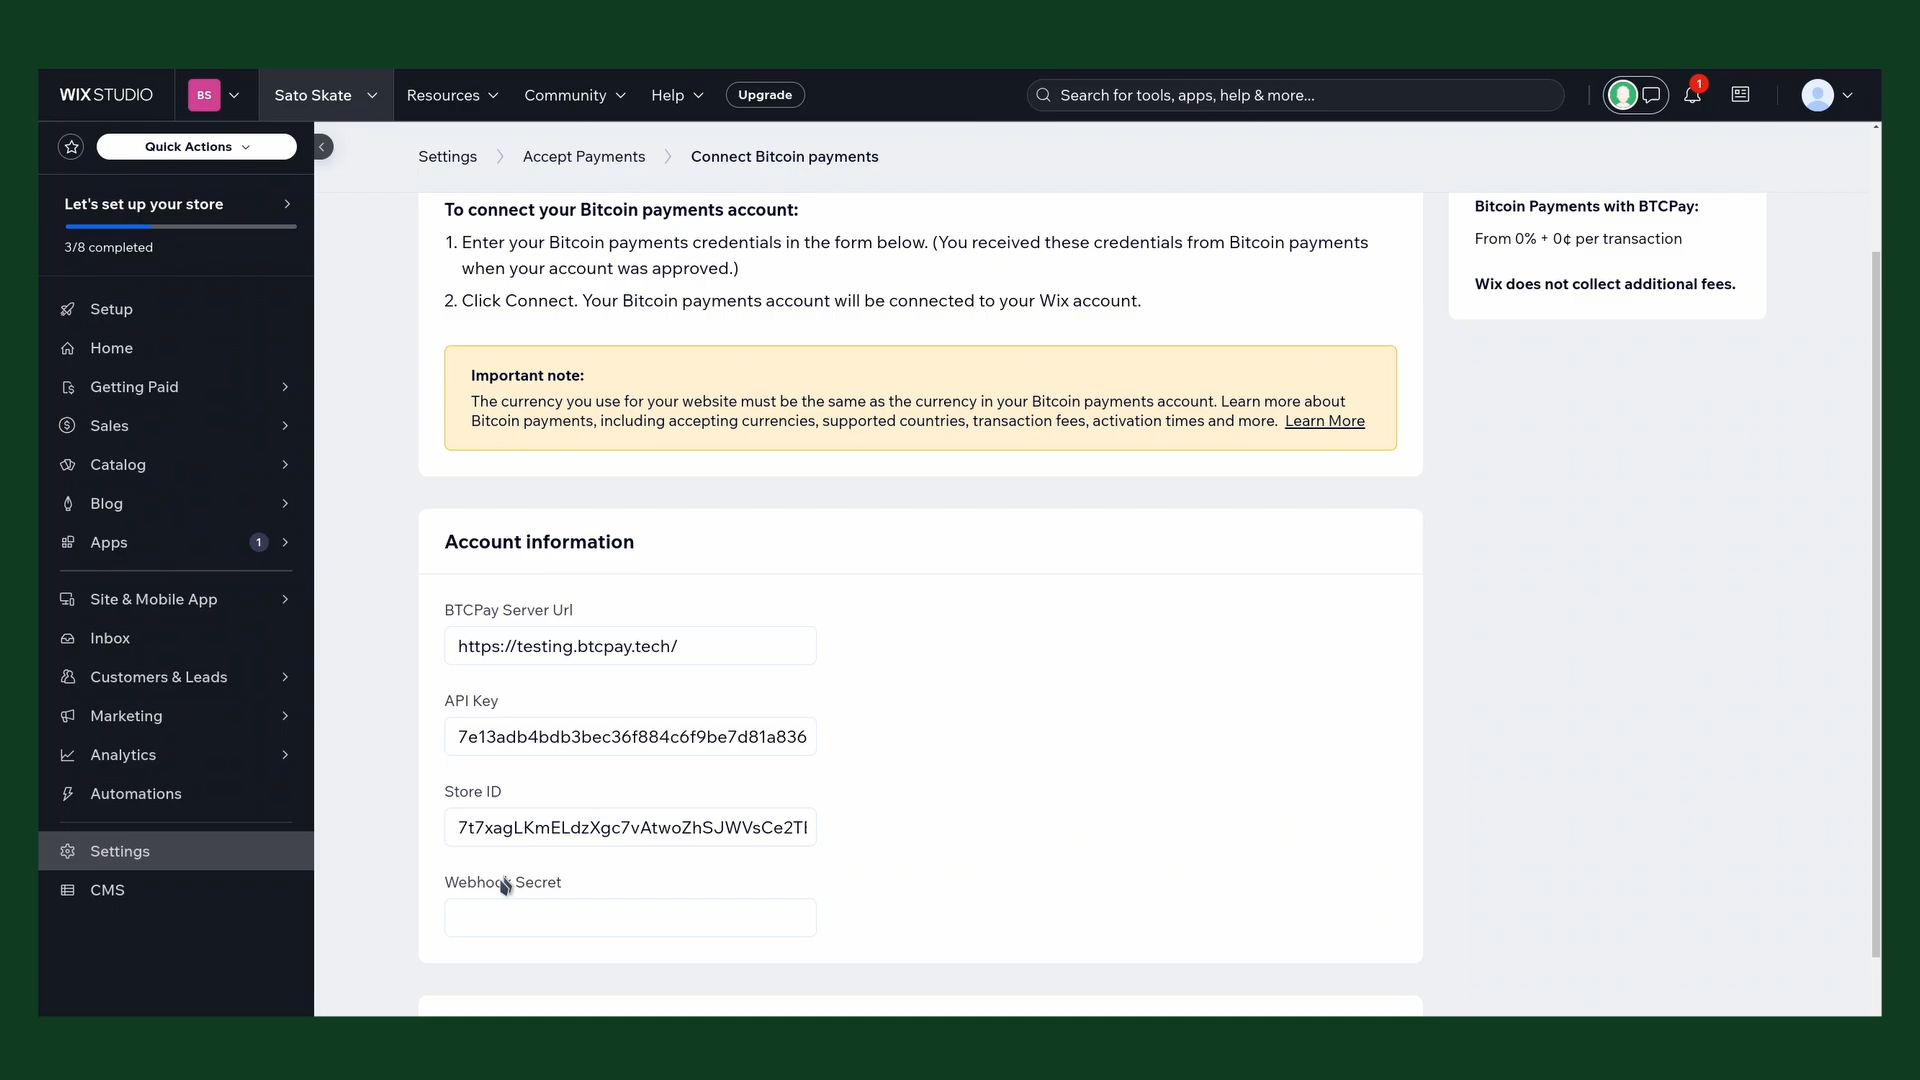 WIX STUDIO
BS
Sato Skate
Resources
Community
Help
Upgrade
Search for tools, apps, help & more...
1
Quick Actions
Let's set up your store
3/8 completed
Setup
Home
Getting Paid
Sales
Catalog
Blog
Apps
1
Site & Mobile App
Inbox
Customers & Leads
Marketing
Analytics
Automations
Settings
CMS
Settings
Accept Payments
Connect Bitcoin payments
To connect your Bitcoin payments account:
1. Enter your Bitcoin payments credentials in the form below. (You received these credentials from Bitcoin payments
when your account was approved.)
2. Click Connect. Your Bitcoin payments account will be connected to your Wix account.
Important note:
The currency you use for your website must be the same as the currency in your Bitcoin payments account. Learn more about
Bitcoin payments, including accepting currencies, supported countries, transaction fees, activation times and more. Learn More
Account information
BTCPay Server Url
https://testing.btcpay.tech/
API Key
7e13adb4bdb3bec36f884c6f9be7d81a836
Store ID
7t7xagLKmELdzXgc7vAtwoZhSJWVsCe2T
Webhook Secret
Bitcoin Payments with BTCPay:
From 0% + 0¢ per transaction
Wix does not collect additional fees.